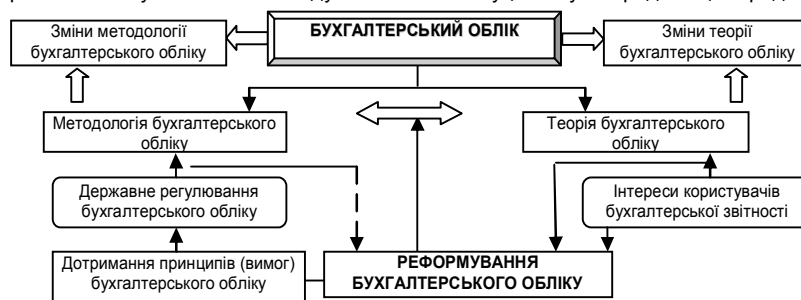 БУХГАЛТЕРСЬКИЙ ОБЛІК
Зміни методології
бухгалтерського обліку
Зміни теорії
бухгалтерського обліку
Методологія бухгалтерського
обліку
Теорія бухгалтерського
обліку
Державне регулювання
бухгалтерського обліку
Інтереси користувачів
бухгалтерської звітності
Дотримання принципів (вимог)
бухгалтерського обліку
РЕФОРМУВАННЯ
БУХГАЛТЕРСЬКОГО ОБЛІКУ